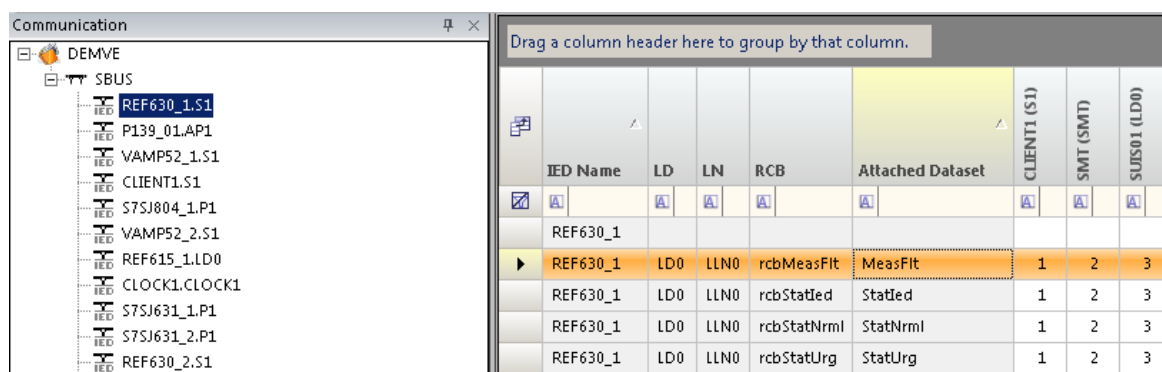 Communication
DEMVE
SBUS
REF630_1.S1
P139_01.AP1
VAMP52_1.S1
CLIENT1.S1
S7SJ804_1.P1
VAMP52_2.S1
REF615_1.LD0
CLOCK1.CLOCK1
S7SJ631_1.P1
S7SJ631_2.P1
REF630_2.S1
Drag a column header here to group by that column.
IED Name LD LN RCB Attached Dataset CLIENT1 (S1) SMT (SMT) SUIS01 (LD0)
REF630_1
REF630_1 LD0 LLN0 rcbMeasFlt MeasFlt 1 2 3
REF630_1 LD0 LLN0 rcbStatIed StatIed 1 2 3
REF630_1 LD0 LLN0 rcbStatNrml StatNrml 1 2 3
REF630_1 LD0 LLN0 rcbStatUrg StatUrg 1 2 3